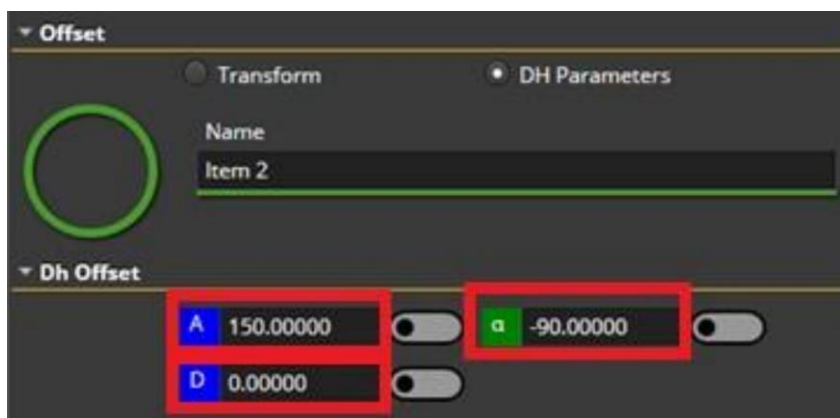 Offset
Transform DH Parameters
Name
Item 2
Dh Offset
A 150.00000 α -90.00000
D 0.00000